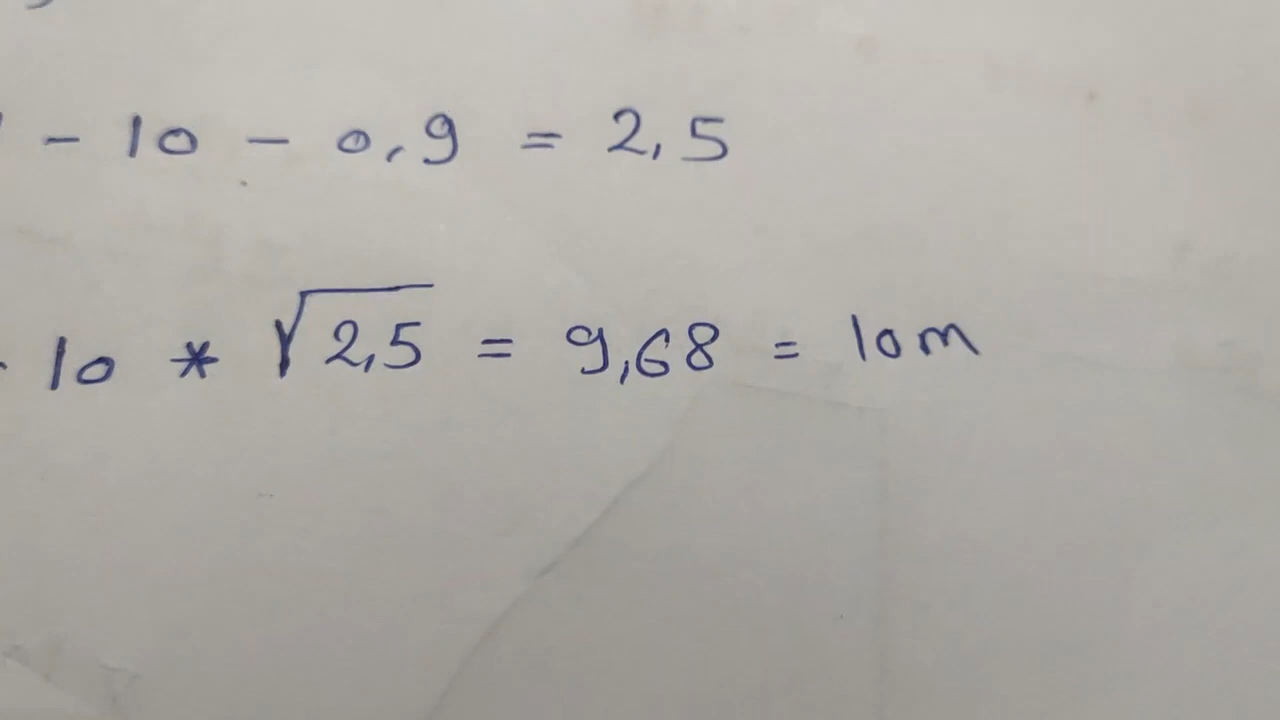 - 10 - 0,9 = 2,5
10 * √2,5 = 9,68 = 10m